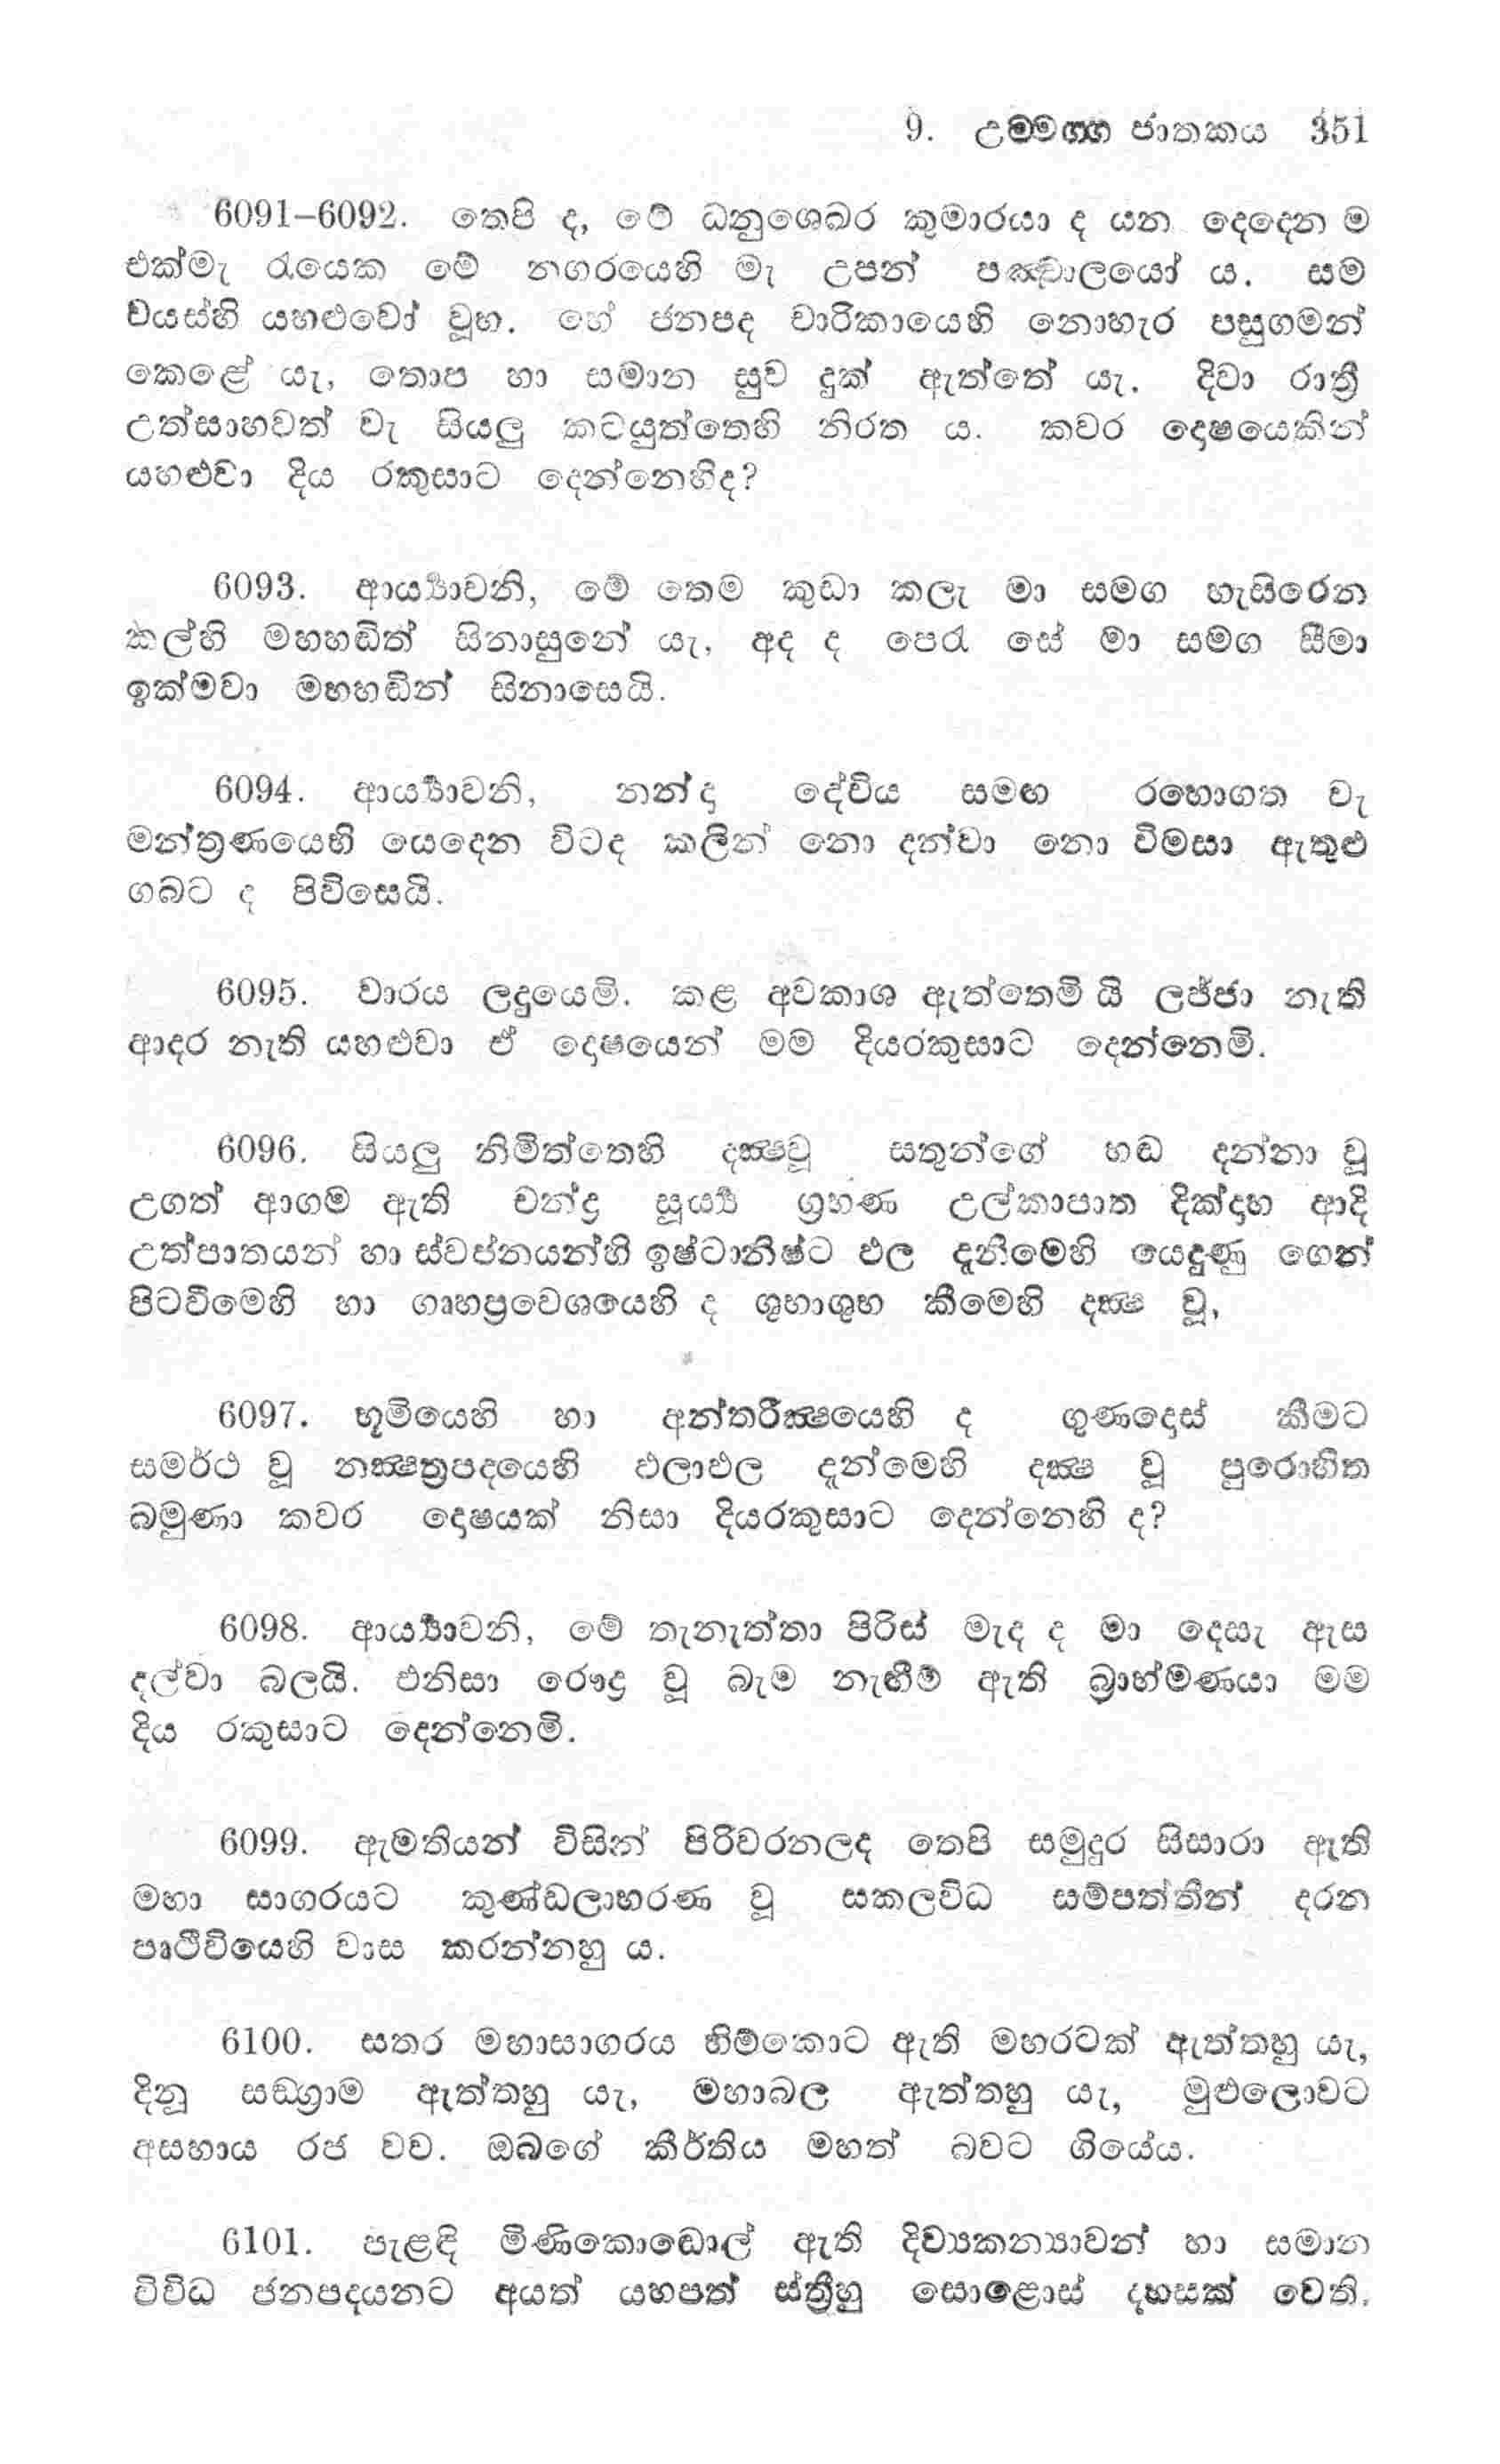 9. උම්මග්ග ජාතකය 351
6091–6092. තෙපි ද, මේ ධනුශෙඛර කුමාරයා ද යන දෙදෙන ම
එක්මැ රැයෙක මේ නගරයෙහි මැ උපන් පඤ්චාලයෝ ය. සම
වයස්හි යහළුවෝ වූහ. හේ ජනපද චාරිකායෙහි නොහැර පසුගමන්
කෙළේ යැ, තොප හා සමාන සුව දුක් ඇත්තේ යැ. දිවා රාත්‍රී
උත්සාහවත් වැ සියලු කටයුත්තෙහි නිරත ය. කවර දොෂයෙකින්
යහළුවා දිය රකුසාට දෙන්නෙහිද?
6093. ආර්‍ය්‍යාවනි, මේ තෙම කුඩා කලැ මා සමග හැසිරෙන
කල්හි මහහඬින් සිනාසුනේ යැ, අද ද පෙරැ සේ මා සමග සීමා
ඉක්මවා මහහඬින් සිනාසෙයි.
6094. ආර්‍ය්‍යාවනි, නන්දා දේවිය සමඟ රහොගත වැ
මන්ත්‍රණයෙහි යෙදෙන විටද කලින් නො දන්වා නො විමසා ඇතුළු
ගබට ද පිවිසෙයි.
6095. වාරය ලදුයෙමි. කළ අවකාශ ඇත්තෙමි යි ලජ්ජා නැති
ආදර නැති යහළුවා ඒ දොෂයෙන් මම දියරකුසාට දෙන්නෙමි.
6096. සියලු නිමිත්තෙහි දක්‍ෂවූ සතුන්ගේ හඬ දන්නා වූ
උගත් ආගම ඇති චන්ද්‍ර සූර්‍ය්‍ය ග්‍රහණ උල්කාපාත දික්දාහ ආදි
උත්පාතයන් හා ස්වප්නයන්හි ඉෂ්ටානිෂ්ට ඵල දැනීමෙහි යෙදුණු ගෙන්
පිටවීමෙහි හා ගෘහප්‍රවෙශයෙහි ද ශුභාශුභ කීමෙහි දක්‍ෂ වූ,
6097. භූමියෙහි හා අන්තරීක්‍ෂයෙහි ද ගුණදොස් කීමට
සමර්ථ වූ නක්‍ෂත්‍රපදයෙහි ඵලාඵල දැන්මෙහි දක්‍ෂ වූ පුරොහිත
බමුණා කවර දොෂයක් නිසා දියරකුසාට දෙන්නෙහි ද?
6098. ආර්‍ය්‍යාවනි, මේ තැනැත්තා පිරිස් මැද ද මා දෙසැ ඇස
දල්වා බලයි. එනිසා රෞද්‍ර වූ බැම නැඟීම් ඇති බ්‍රාහ්මණයා මම
දිය රකුසාට දෙන්නෙමි.
6099. ඇමතියන් විසින් පිරිවරනලද තෙපි සමුදුර සිසාරා ඇති
මහා සාගරයට කුණ්ඩලාභරණ වූ සකලවිධ සම්පත්තීන් දරන
පෘථිවියෙහි වාස කරන්නහු ය.
6100. සතර මහාසාගරය හිම්කොට ඇති මහරටක් ඇත්තහු යැ,
දිනූ සඞග්‍රාම ඇත්තහු යැ, මහාබල ඇත්තහු යැ, මුළුලොවට
අසහාය රජ වව. ඔබගේ කීර්තිය මහත් බවට ගියේය.
6101. පැළඳි මිණිකොඬොල් ඇති දිව්‍යකන්‍යාවන් හා සමාන
විවිධ ජනපදයනට අයත් යහපත් ස්ත්‍රීහු සොළොස් දහසක් වෙති.